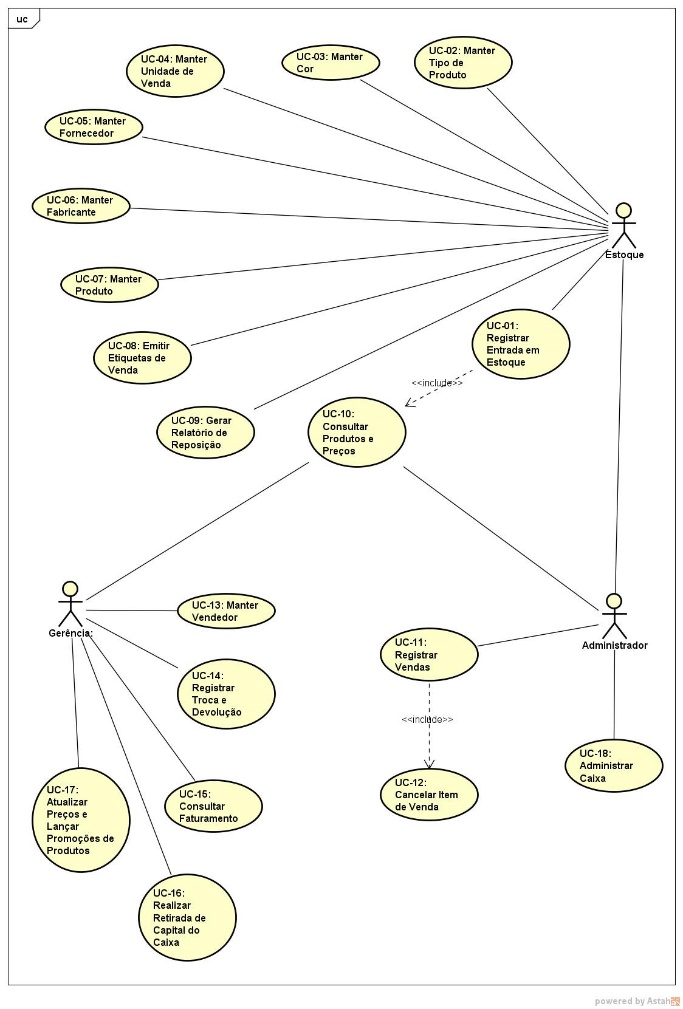 uc
UC-04: Manter
Unidade de
Venda
UC-03: Manter
Cor
UC-02: Manter
Tipo de
Produto
UC-05: Manter
Fornecedor
UC-06: Manter
Fabricante
Estoque
UC-07: Manter
Produto
UC-08: Emitir
Etiquetas de
Venda
UC-01:
Registrar
Entrada em
Estoque
<<include>>
UC-09: Gerar
Relatório de
Reposição
UC-10:
Consultar
Produtos e
Preços
Gerência:
UC-13: Manter
Vendedor
UC-11:
Registrar
Vendas
Administrador
UC-14:
Registrar
Troca e
Devolução
<<include>>
UC-17:
Atualizar
Preços e
Lançar
Promoções de
Produtos
UC-15:
Consultar
Faturamento
UC-12:
Cancelar Item
de Venda
UC-18:
Administrar
Caixa
UC-16:
Realizar
Retirada de
Capital do
Caixa
powered by Astah